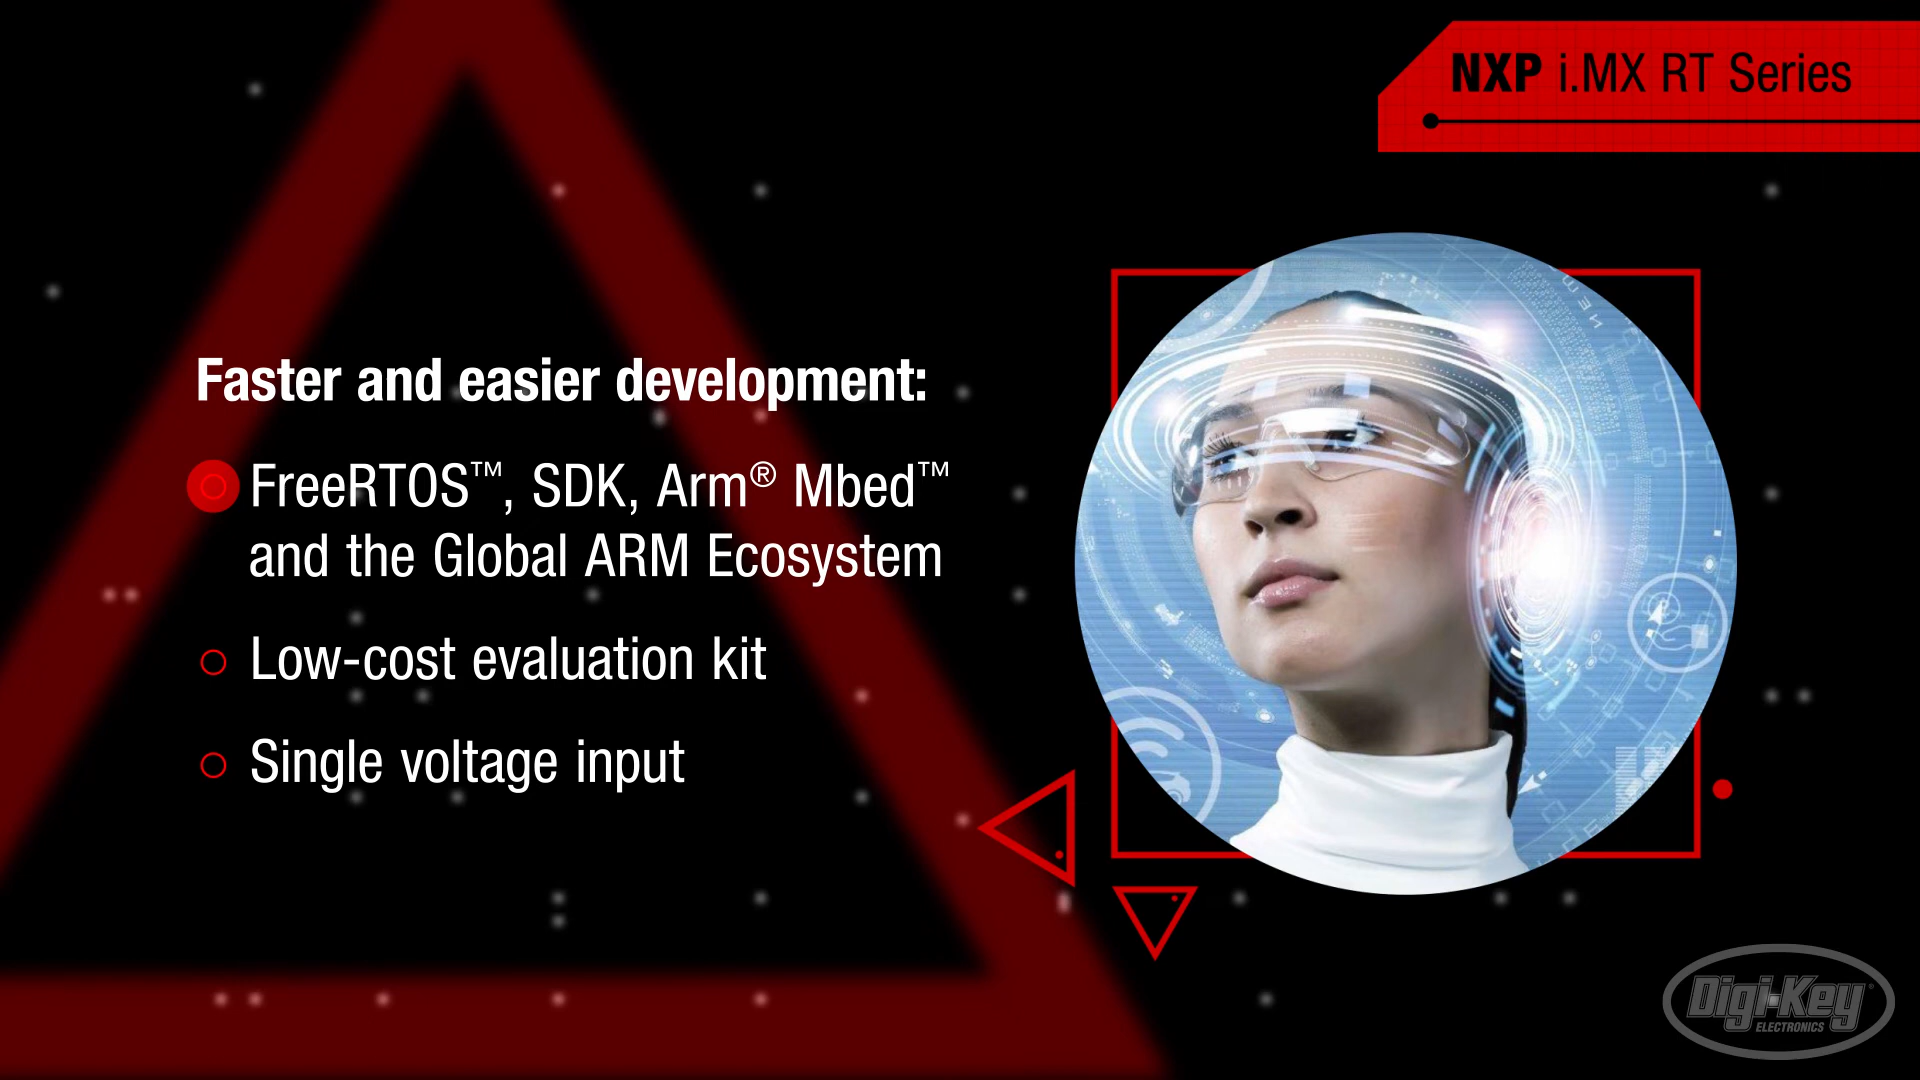 NXP i.MX RT Series
Faster and easier development:
FreeRTOS™, SDK, Arm® Mbed™
and the Global ARM Ecosystem
Low-cost evaluation kit
Single voltage input
Digi-Key
ELECTRONICS